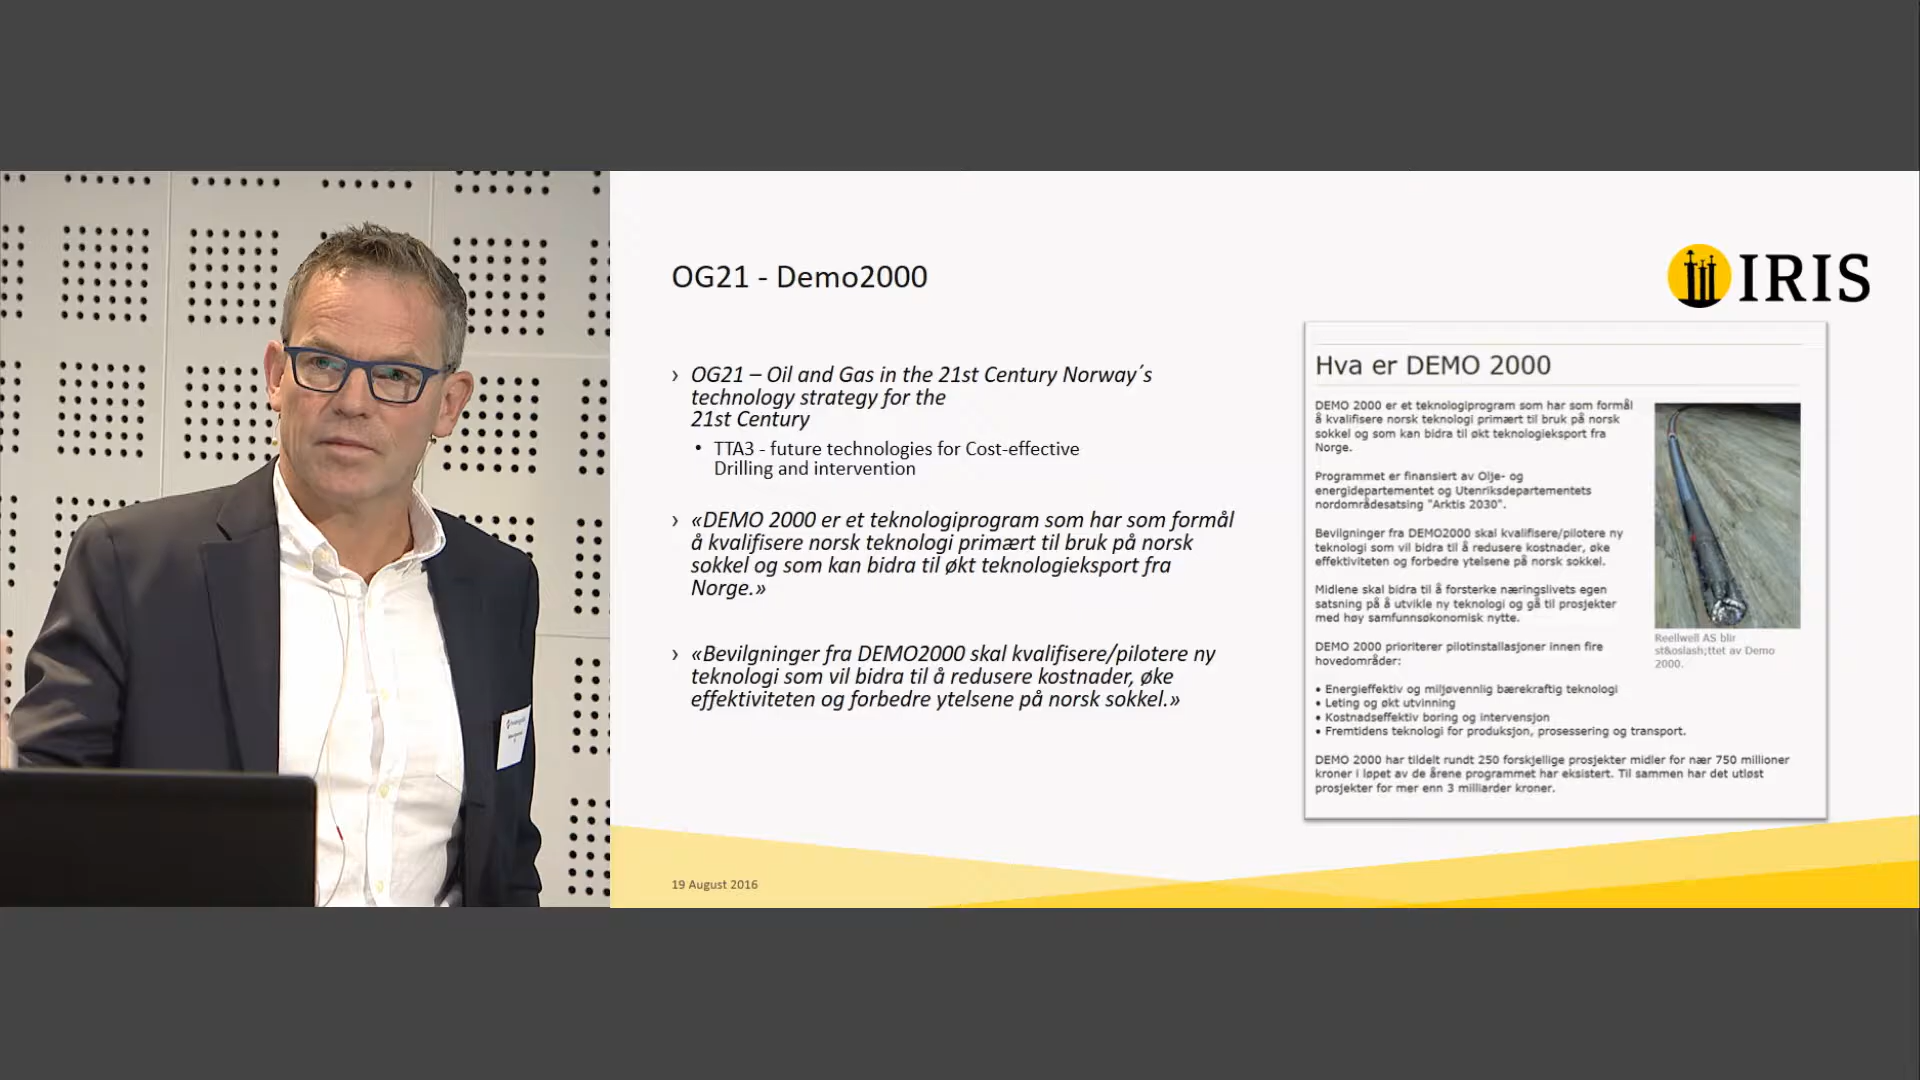 OG21 - Demo2000
IRIS
› OG21 – Oil and Gas in the 21st Century Norway´s
technology strategy for the
21st Century
• TTA3 - future technologies for Cost-effective
Drilling and intervention
› «DEMO 2000 er et teknologiprogram som har som formål
å kvalifisere norsk teknologi primært til bruk på norsk
sokkel og som kan bidra til økt teknologieksport fra
Norge.»
› «Bevilgninger fra DEMO2000 skal kvalifisere/pilotere ny
teknologi som vil bidra til å redusere kostnader, øke
effektiviteten og forbedre ytelsene på norsk sokkel.»
Hva er DEMO 2000
DEMO 2000 er et teknologiprogram som har som formål
å kvalifisere norsk teknologi primært til bruk på norsk
sokkel og som kan bidra til økt teknologieksport fra
Norge.
Programmet er finansiert av Olje- og
energidepartementet og Utenriksdepartementets
nordområdesatsing "Arktis 2030".
Bevilgninger fra DEMO2000 skal kvalifisere/pilotere ny
teknologi som vil bidra til å redusere kostnader, øke
effektiviteten og forbedre ytelsene på norsk sokkel.
Midlene skal bidra til å forsterke næringslivets egen
satsning på å utvikle ny teknologi og gå til prosjekter
med høy samfunnsøkonomisk nytte.
DEMO 2000 prioriterer pilotinstallasjoner innen fire
hovedområder:
• Energieffektiv og miljøvennlig bærekraftig teknologi
• Leting og økt utvinning
• Kostnadseffektiv boring og intervensjon
• Fremtidens teknologi for produksjon, prosessering og transport.
DEMO 2000 har tildelt rundt 250 forskjellige prosjekter midler for nær 750 millioner
kroner i løpet av de årene programmet har eksistert. Til sammen har det utløst
prosjekter for mer enn 3 milliarder kroner.
Reellwell AS blir
st&oslash;ttet av Demo
2000.
19 August 2016